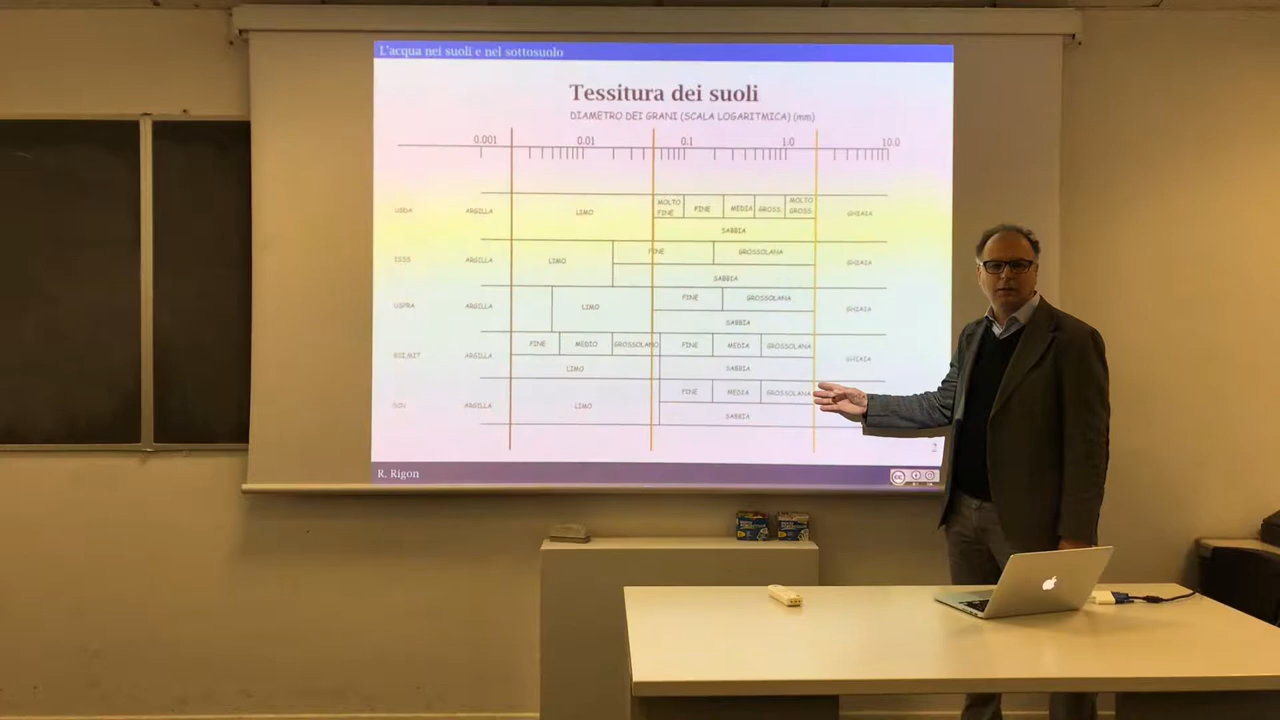 L'acqua nei suoli e nel sottosuolo
Tessitura dei suoli
DIAMETRO DEI GRANI (SCALA LOGARITMICA) (mm)
0.001 0.01 0.1 1.0 10.0
USDA ARGILLA LIMO MOLTO FINE FINE MEDIA GROSS. MOLTO GROSS. GHIAIA
SABBIA
ISSS ARGILLA LIMO FINE GROSSOLANA GHIAIA
SABBIA
USPRA ARGILLA LIMO FINE GROSSOLANA GHIAIA
SABBIA
BSI,MIT ARGILLA FINE MEDIO GROSSOLANO FINE MEDIA GROSSOLANA GHIAIA
LIMO SABBIA
DIN ARGILLA LIMO FINE MEDIA GROSSOLANA
SABBIA
2
R. Rigon
cc